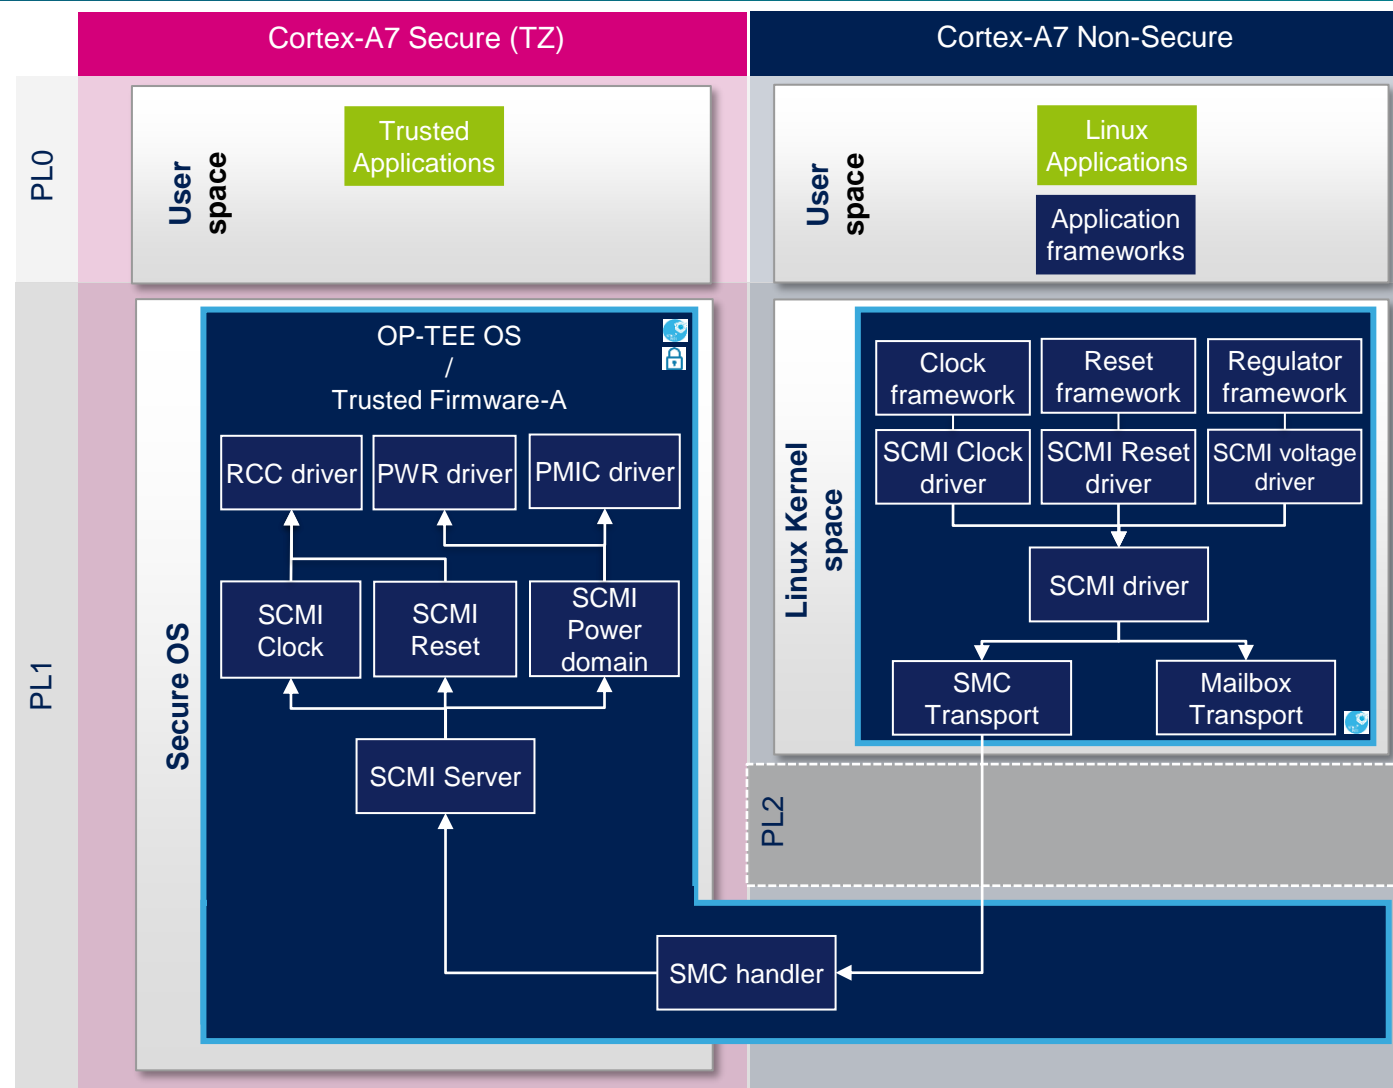 Cortex-A7 Secure (TZ)
Cortex-A7 Non-Secure
PL0
User
space
Trusted
Applications
User
space
Linux
Applications
Application
frameworks
PL1
Secure OS
OP-TEE OS
/
Trusted Firmware-A
RCC driver
PWR driver
PMIC driver
SCMI
Clock
SCMI
Reset
SCMI
Power
domain
SCMI Server
Linux Kernel
space
Clock
framework
Reset
framework
Regulator
framework
SCMI Clock
driver
SCMI Reset
driver
SCMI voltage
driver
SCMI driver
SMC
Transport
Mailbox
Transport
PL2
SMC handler